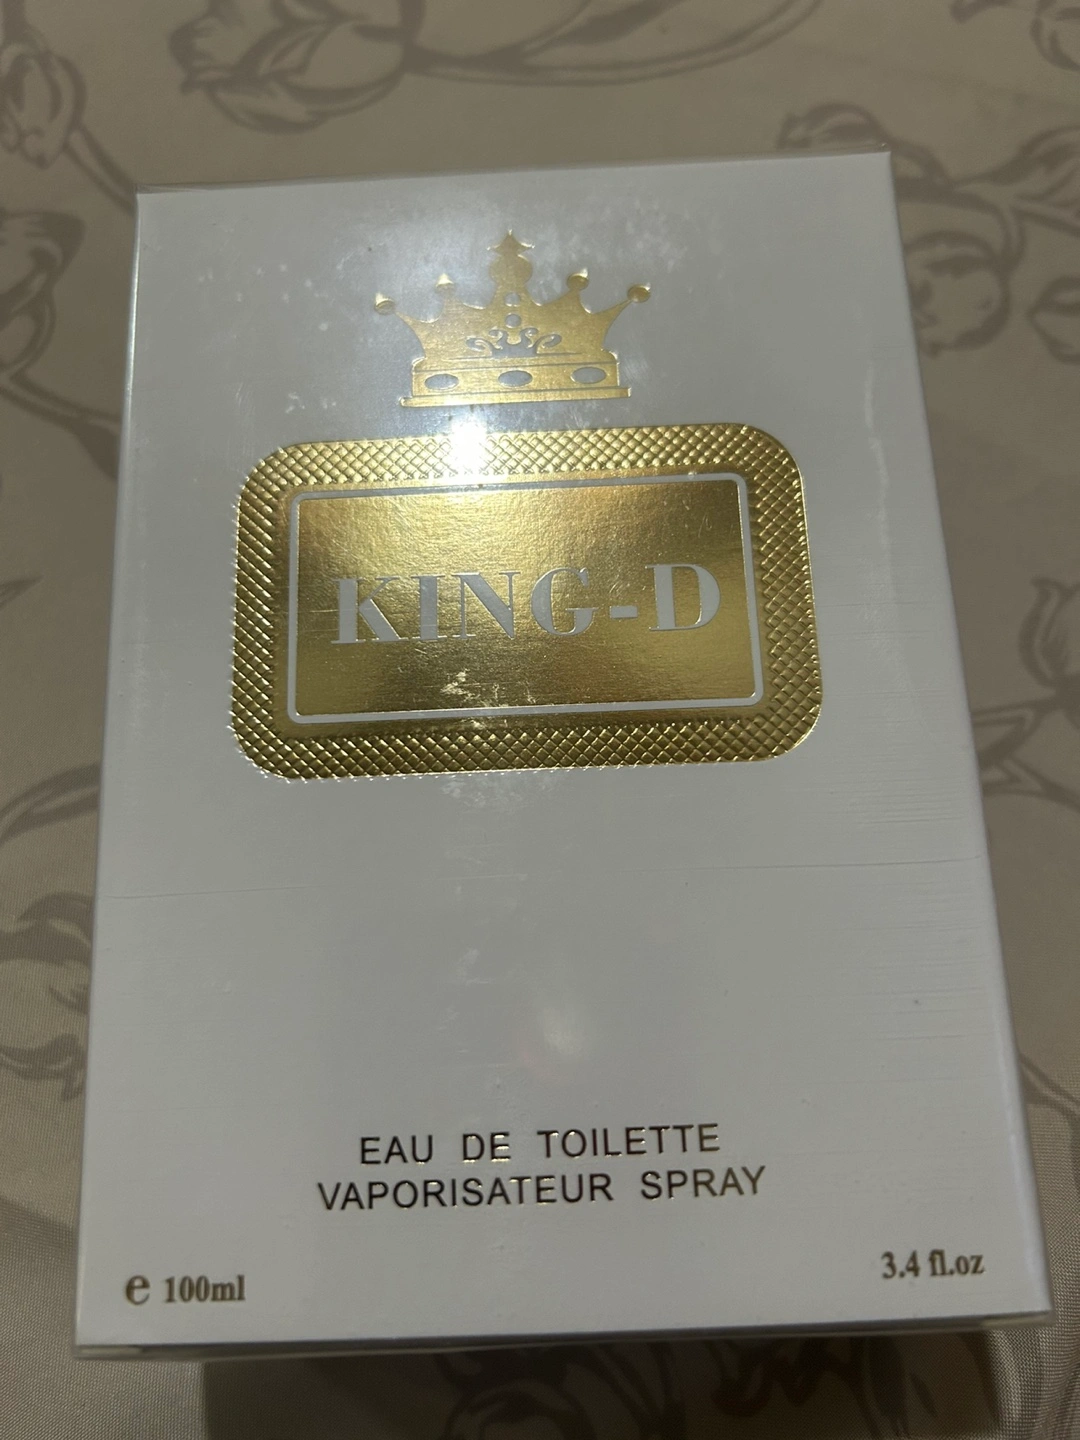 KING-D
EAU DE TOILETTE
VAPORISATEUR SPRAY
e 100ml
3.4 fl.oz